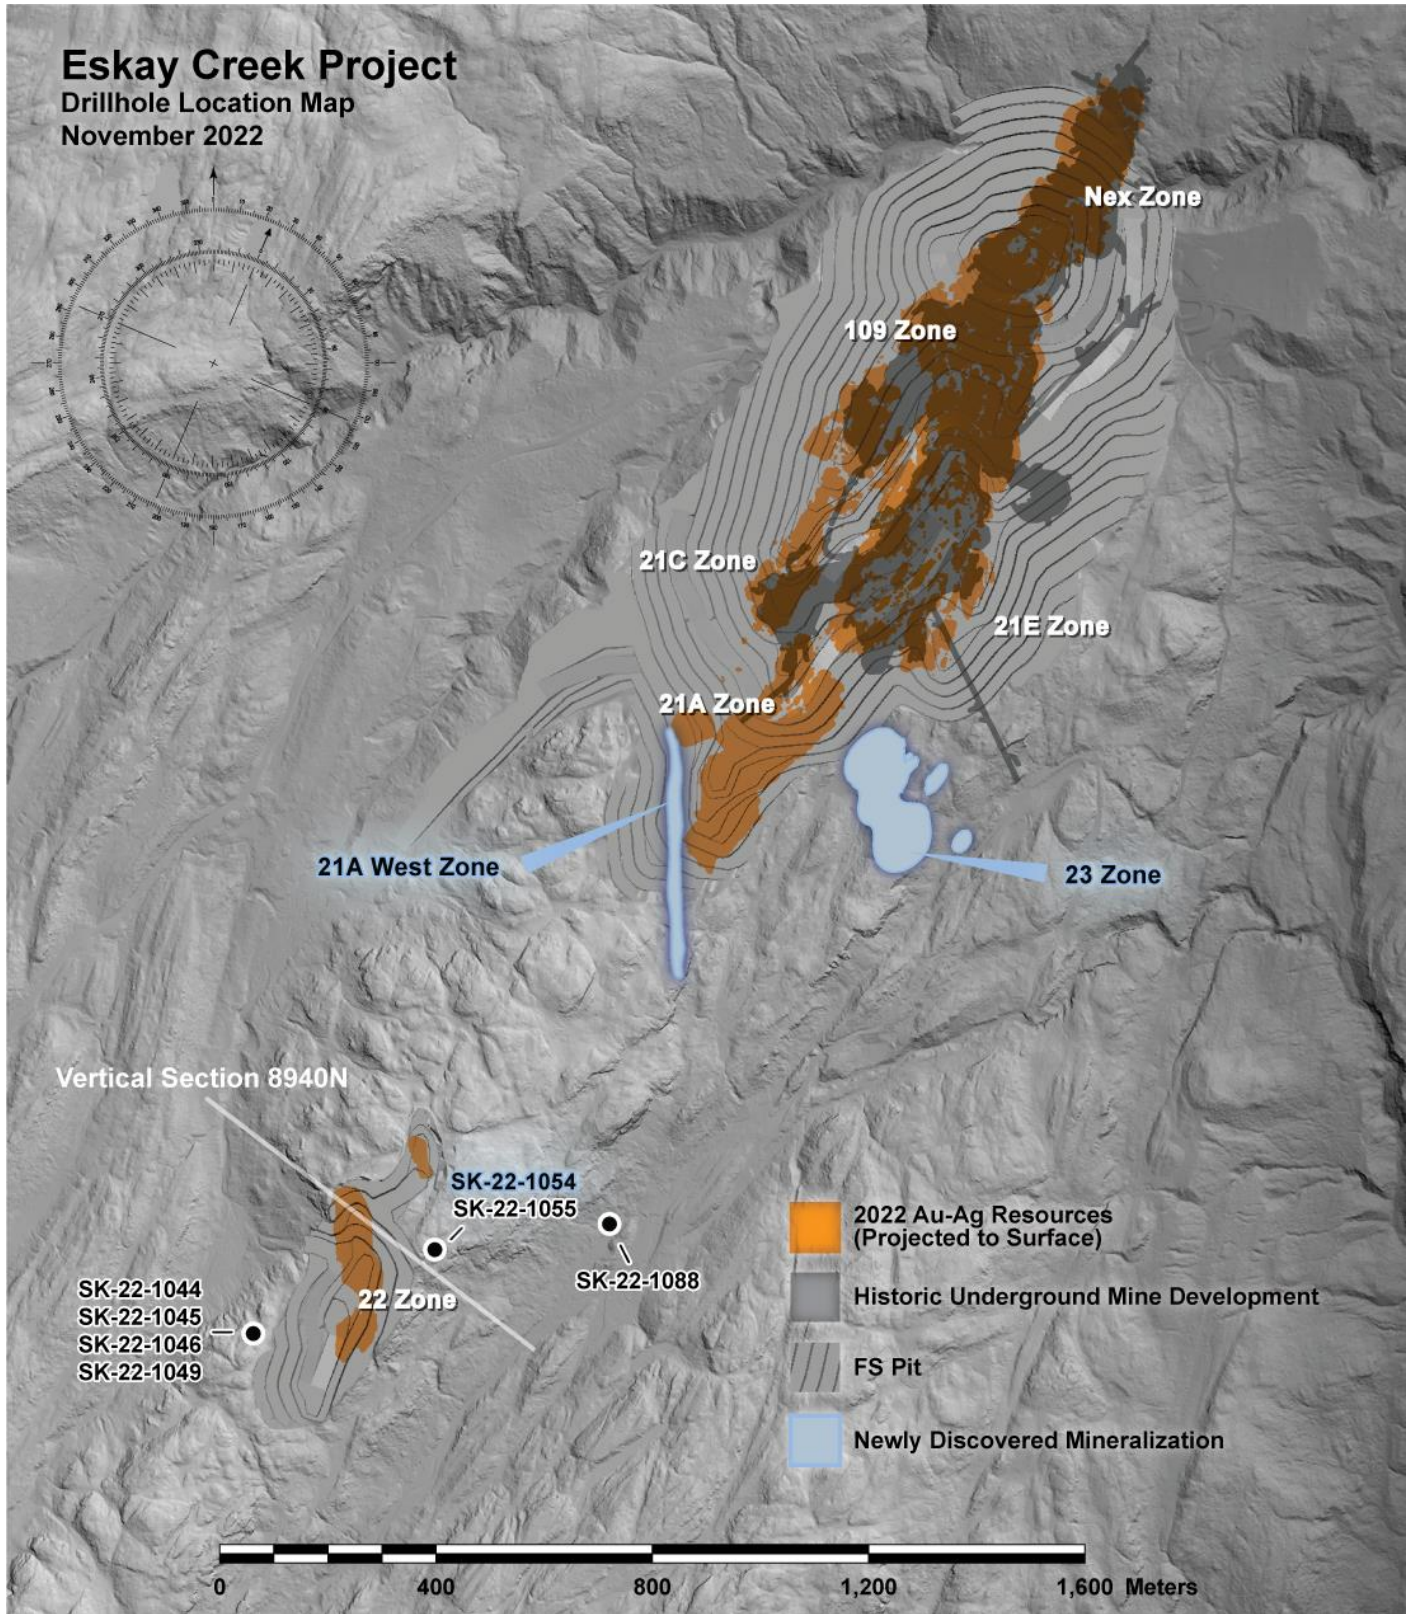 Eskay Creek Project
Drillhole Location Map
November 2022
Nex Zone
109 Zone
21C Zone
21E Zone
21A Zone
21A West Zone
23 Zone
Vertical Section 8940N
SK-22-1054
SK-22-1055
SK-22-1088
SK-22-1044
SK-22-1045
SK-22-1046
SK-22-1049
22 Zone
2022 Au-Ag Resources
(Projected to Surface)
Historic Underground Mine Development
FS Pit
Newly Discovered Mineralization
0 400 800 1,200 1,600 Meters